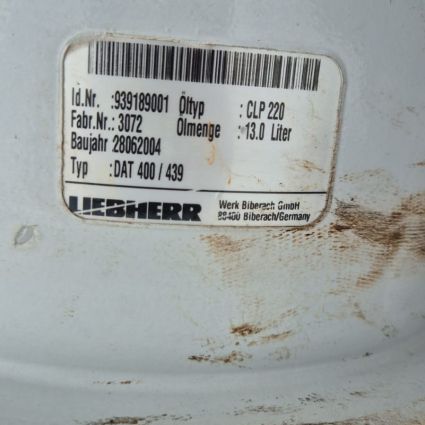 Id.Nr. :939189001 Öltyp : CLP 220
Fabr.Nr.: 3072 Ölmenge : 13.0 Liter
Baujahr 28062004
Typ :DAT 400 / 439
LIEBHERR Werk Biberach GmbH
88400 Biberach/Germany